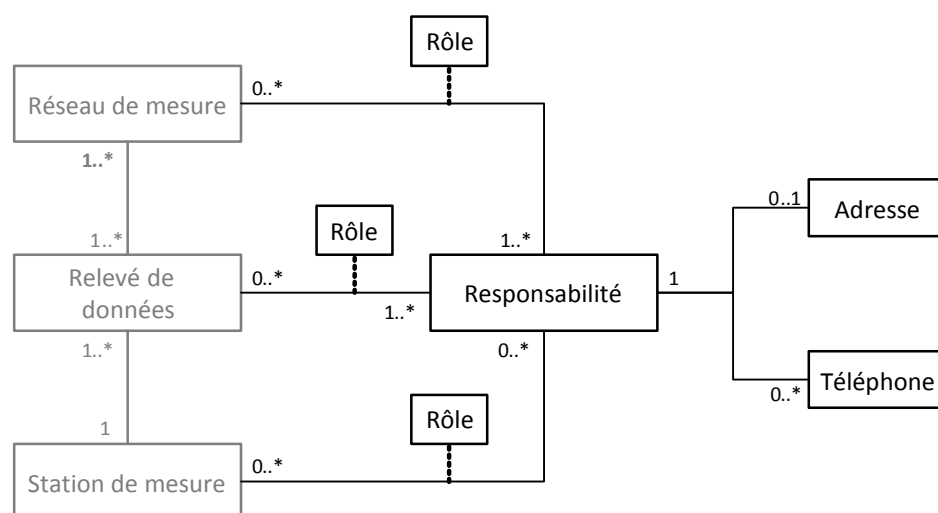 Rôle
0..*
Réseau de mesure
1..*
0..1
Adresse
Rôle
1..*
1..*
0..*
Relevé de
données
Responsabilité
1
1..*
1..*
0..*
Téléphone
0..*
Rôle
1
0..*
Station de mesure